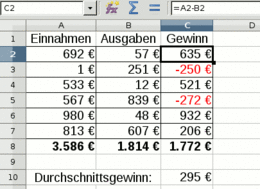 C2 =A2-B2
A B C D
1 Einnahmen Ausgaben Gewinn
2 692 € 57 € 635 €
3 1 € 251 € -250 €
4 533 € 12 € 521 €
5 567 € 839 € -272 €
6 980 € 48 € 932 €
7 813 € 607 € 206 €
8 3.586 € 1.814 € 1.772 €
9
10 Durchschnittsgewinn: 295 €